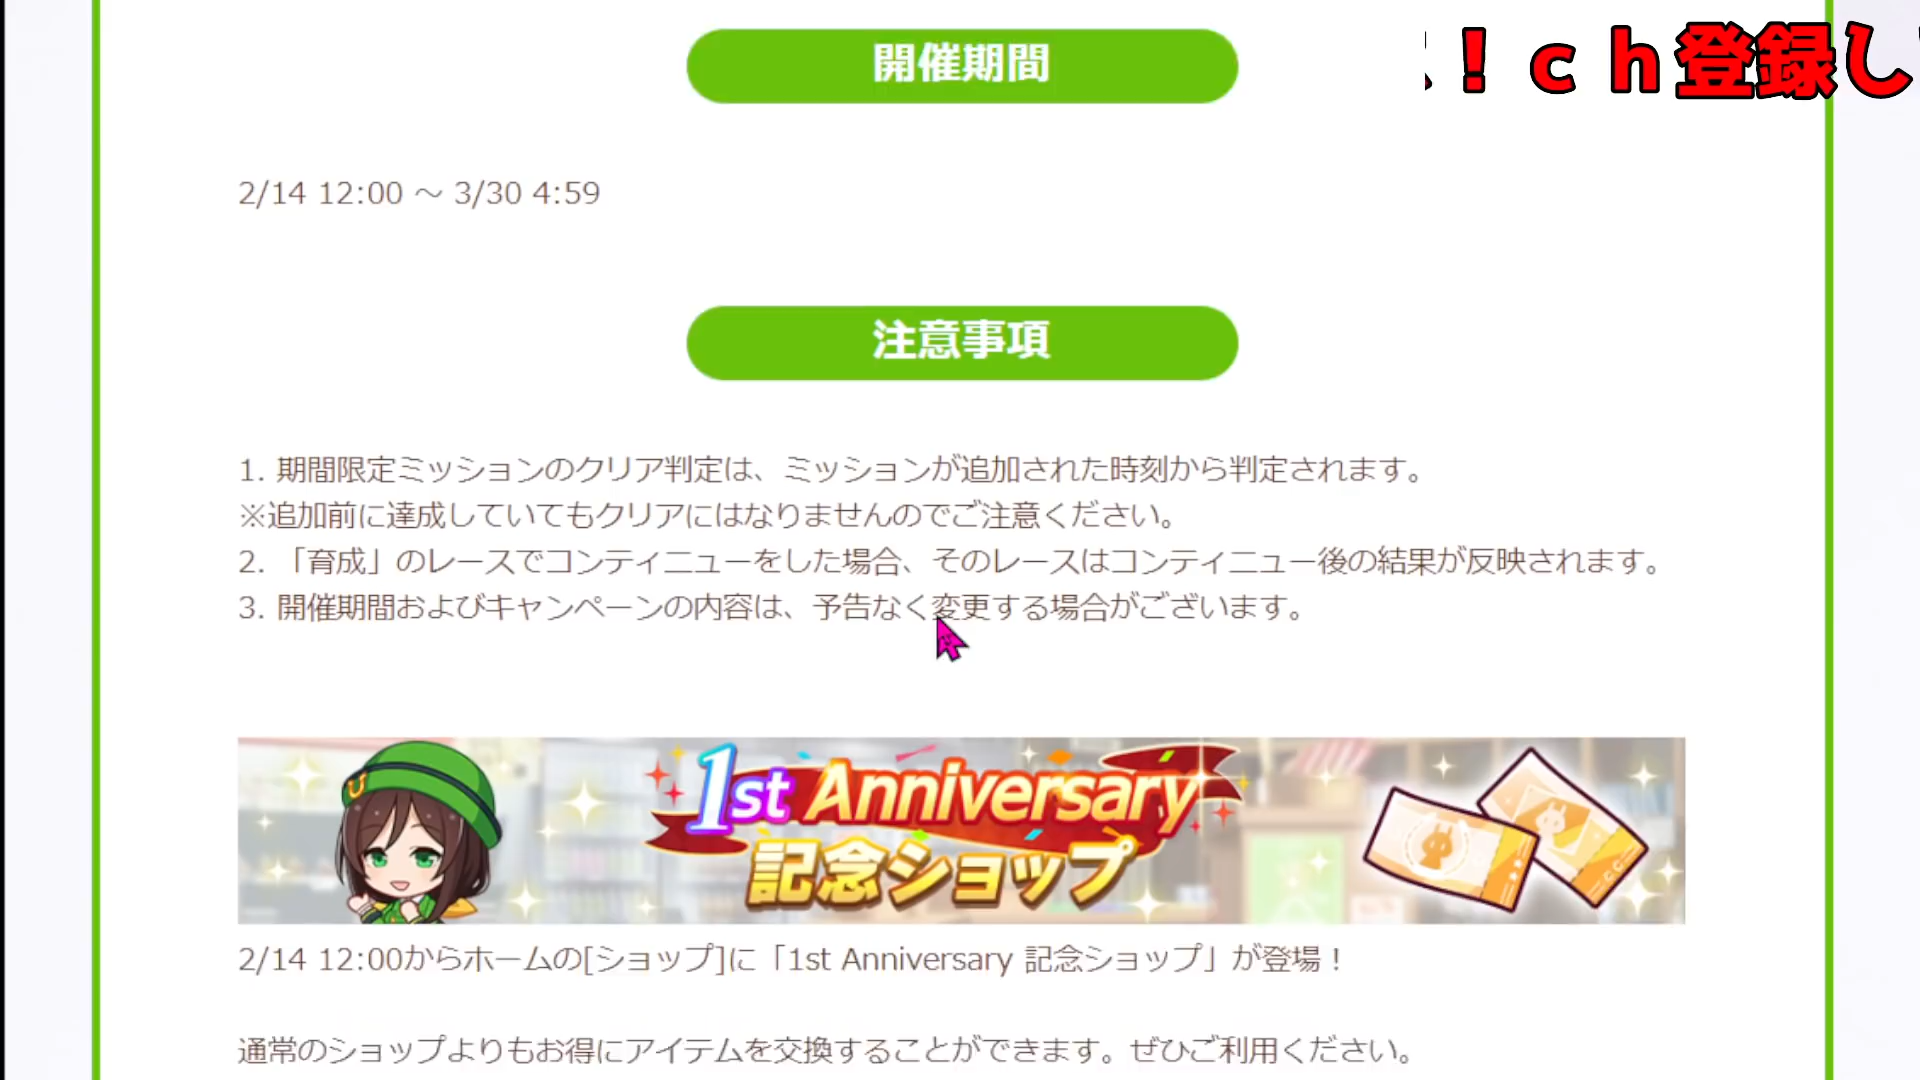 開催期間
！ｃｈ登録し
2/14 12:00 ～ 3/30 4:59
注意事項
1. 期間限定ミッションのクリア判定は、ミッションが追加された時刻から判定されます。
※追加前に達成していてもクリアにはなりませんのでご注意ください。
2. 「育成」のレースでコンティニューをした場合、そのレースはコンティニュー後の結果が反映されます。
3. 開催期間およびキャンペーンの内容は、予告なく変更する場合がございます。
1st Anniversary
記念ショップ
2/14 12:00からホームの[ショップ]に「1st Anniversary 記念ショップ」が登場！
通常のショップよりもお得にアイテムを交換することができます。ぜひご利用ください。